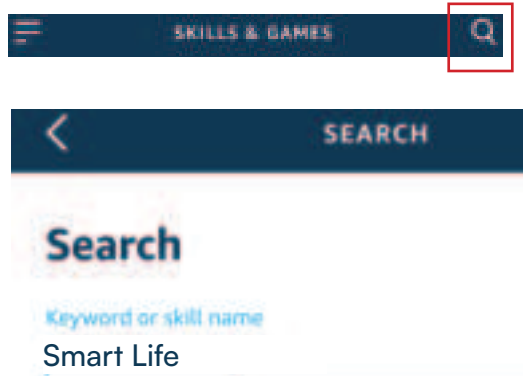 SKILLS & GAMES
SEARCH
Search
Keyword or skill name
Smart Life